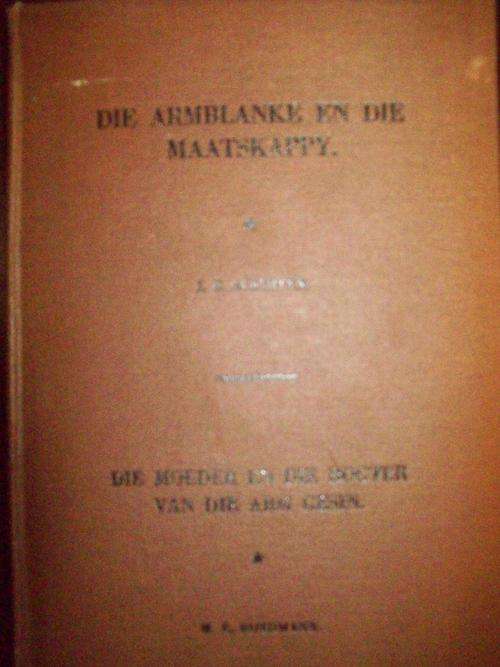 DIE ARMBLANKE EN DIE
MAATSKAPPY.
DIE MOEDER EN DIE DOGTER
VAN DIE ARM GESIN.